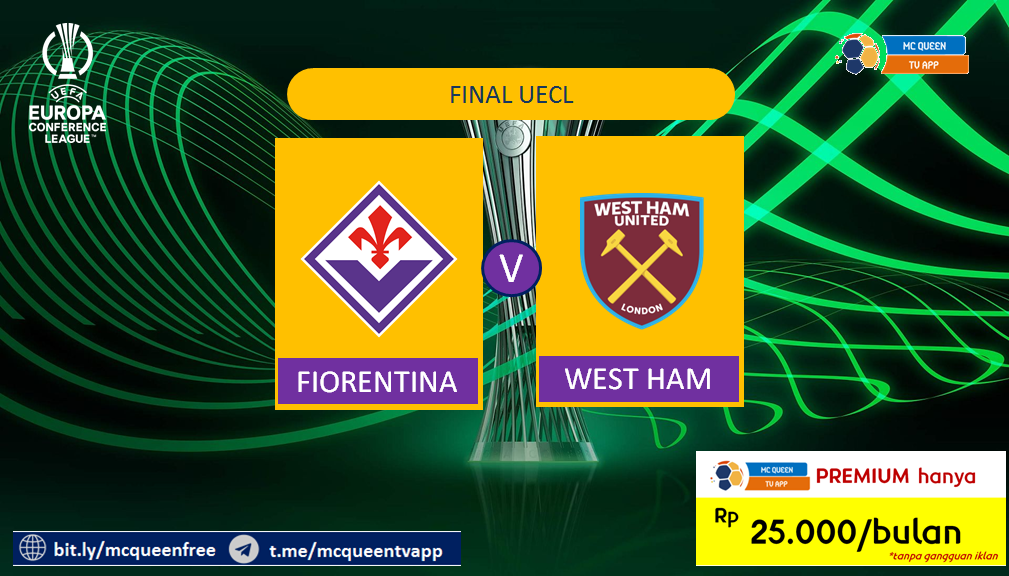 UEFA
EUROPA
CONFERENCE
LEAGUE™
MC QUEEN
TV APP
FINAL UECL
WEST HAM
UNITED
LONDON
V
FIORENTINA
WEST HAM
MC QUEEN
TV APP
PREMIUM hanya
Rp 25.000/bulan
*tanpa gangguan iklan
bit.ly/mcqueenfree t.me/mcqueentvapp